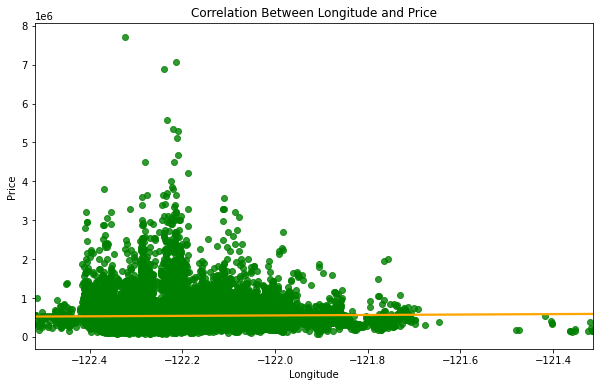 Correlation Between Longitude and Price
1e6
8
7
6
5
4
3
2
1
0
Price
−122.4 −122.2 −122.0 −121.8 −121.6 −121.4
Longitude